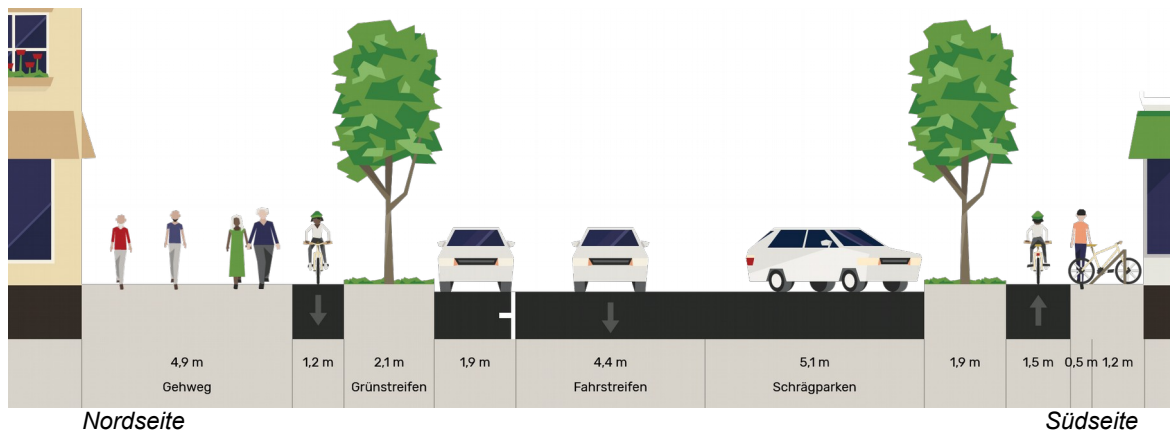 4,9 m 1,2 m 2,1 m 1,9 m 4,4 m 5,1 m 1,9 m 1,5 m 0,5 m 1,2 m
Gehweg Grünstreifen Fahrstreifen Schrägparken
Nordseite Südseite